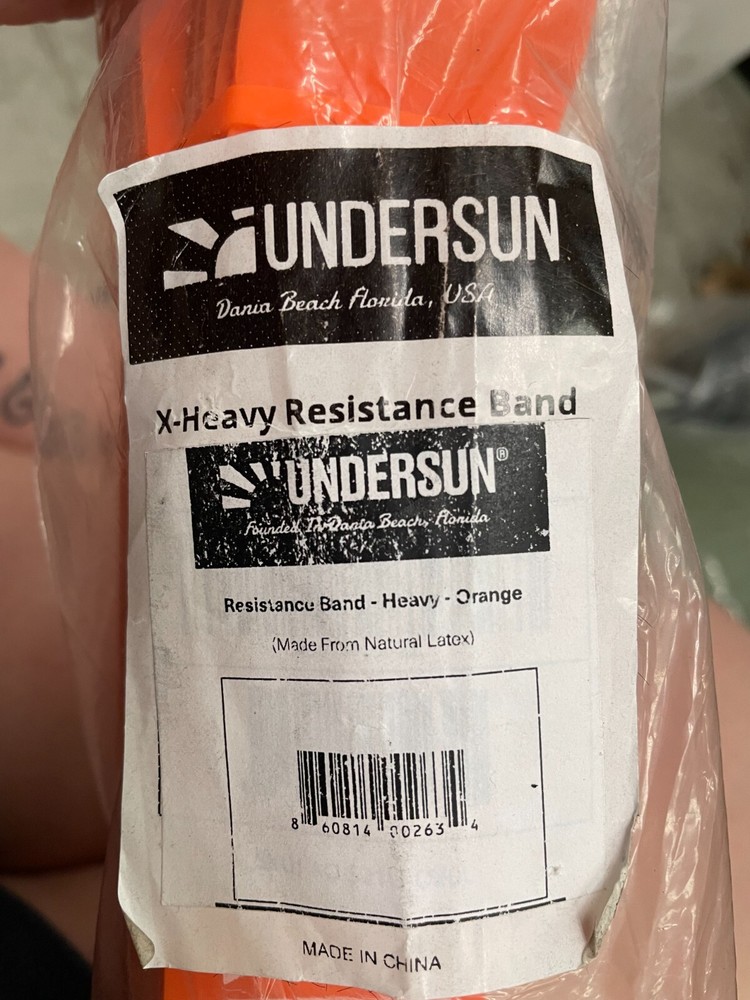 UNDERSUN
Dania Beach Florida, USA
X-Heavy Resistance Band
UNDERSUN®
Founded In Dania Beach, Florida
Resistance Band - Heavy - Orange
(Made From Natural Latex)
8 60814 00263 4
MADE IN CHINA